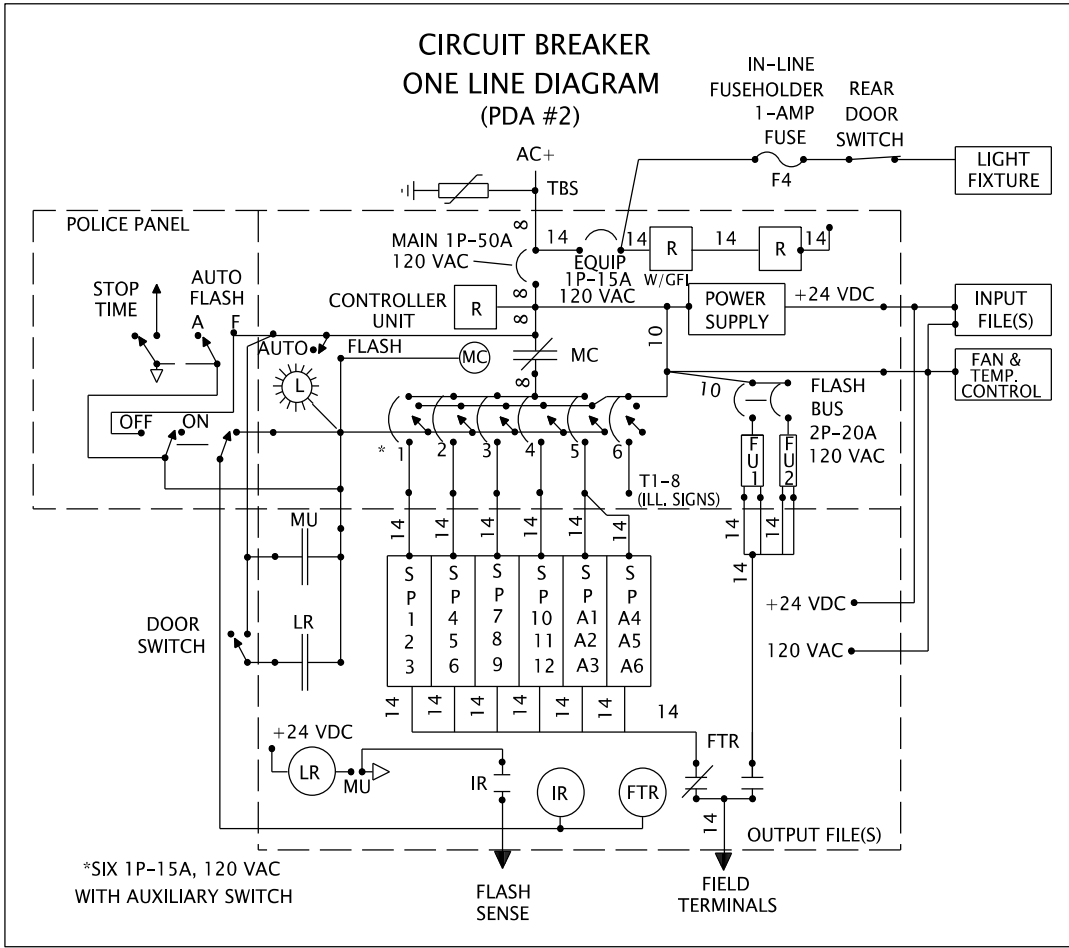 CIRCUIT BREAKER
ONE LINE DIAGRAM
(PDA #2)
IN-LINE
FUSEHOLDER
1-AMP
FUSE
REAR
DOOR
SWITCH
F4
LIGHT
FIXTURE
AC+
TBS
8
POLICE PANEL
MAIN 1P-50A
120 VAC
14
EQUIP
1P-15A
120 VAC
14
R
W/GFI
14
R
14
STOP
TIME
AUTO
FLASH
A
F
CONTROLLER
UNIT
R
8
8
POWER
SUPPLY
+24 VDC
INPUT
FILE(S)
AUTO
FLASH
MC
MC
8
10
FAN &
TEMP.
CONTROL
L
10
FLASH
BUS
2P-20A
120 VAC
OFF
ON
* 1
2
3
4
5
6
FU1
FU2
T1-8
(ILL. SIGNS)
MU
14
14
14
14
14
14
14
14
14
SP 1 2 3
SP 4 5 6
SP 7 8 9
SP 10 11 12
SP A1 A2 A3
SP A4 A5 A6
+24 VDC
120 VAC
DOOR
SWITCH
LR
14
14
14
14
14
14
14
+24 VDC
LR
MU
IR
IR
FTR
FTR
14
OUTPUT FILE(S)
*SIX 1P-15A, 120 VAC
WITH AUXILIARY SWITCH
FLASH
SENSE
FIELD
TERMINALS